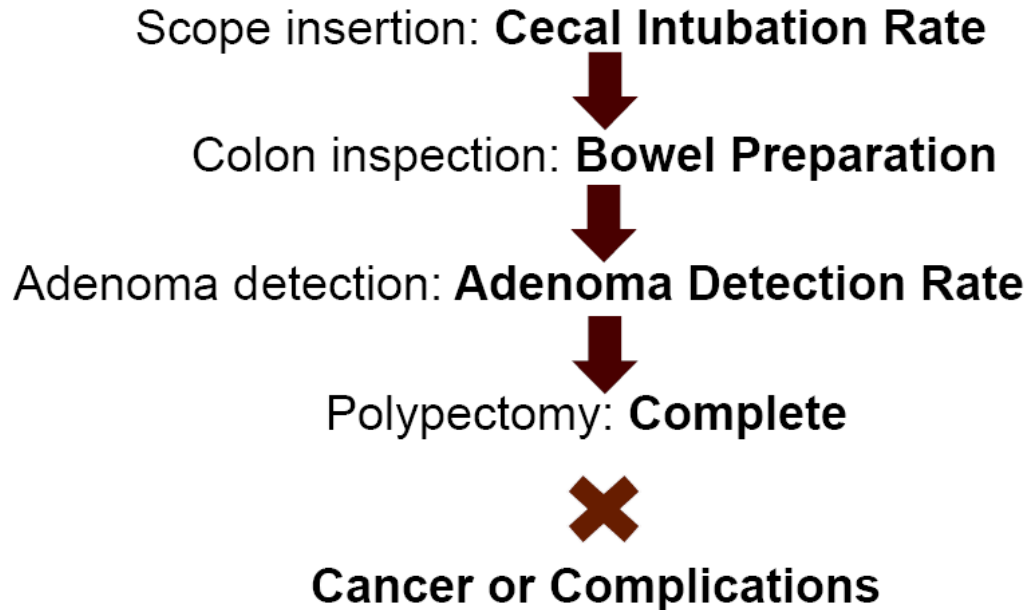 Scope insertion: Cecal Intubation Rate
Colon inspection: Bowel Preparation
Adenoma detection: Adenoma Detection Rate
Polypectomy: Complete
Cancer or Complications